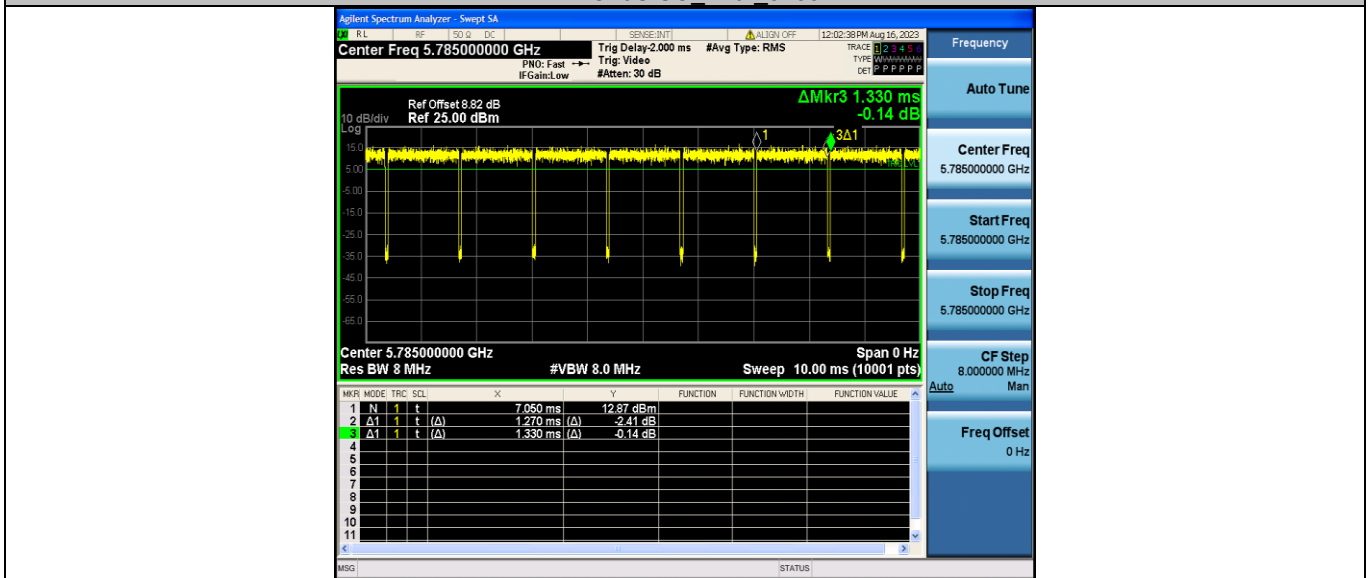 Agilent Spectrum Analyzer - Swept SA
RL RF 50 Ω DC SENSE:INT ALIGN OFF 12:02:38 PM Aug 16, 2023
Center Freq 5.785000000 GHz
PNO: Fast
IFGain:Low
Trig Delay-2.000 ms
Trig: Video
#Atten: 30 dB
#Avg Type: RMS
TRACE 1 2 3 4 5 6
TYPE WWWWWW
DET P P P P P P
ΔMkr3 1.330 ms
-0.14 dB
Ref Offset 8.82 dB
10 dB/div Ref 25.00 dBm
Log
1
3Δ1
15.0
5.00
-5.00
-15.0
-25.0
-35.0
-45.0
-55.0
-65.0
Center 5.785000000 GHz Span 0 Hz
Res BW 8 MHz #VBW 8.0 MHz Sweep 10.00 ms (10001 pts)
MKR MODE TRC SCL X Y FUNCTION FUNCTION WIDTH FUNCTION VALUE
1 N 1 t 7.050 ms 12.87 dBm
2 Δ1 1 t (Δ) 1.270 ms (Δ) -2.41 dB
3 Δ1 1 t (Δ) 1.330 ms (Δ) -0.14 dB
4
5
6
7
8
9
10
11
MSG STATUS
Frequency
Auto Tune
Center Freq
5.785000000 GHz
Start Freq
5.785000000 GHz
Stop Freq
5.785000000 GHz
CF Step
8.000000 MHz
Auto Man
Freq Offset
0 Hz